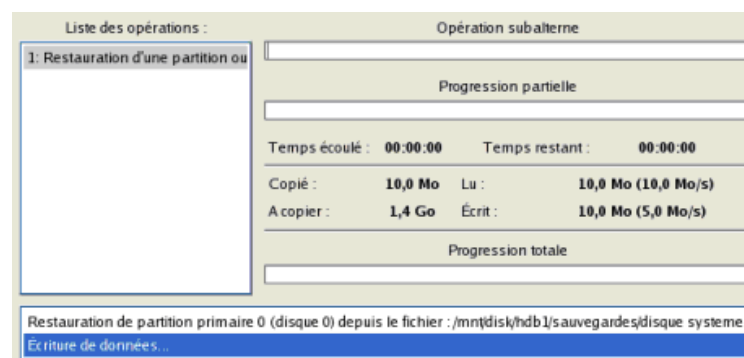 Liste des opérations :
Opération subalterne
1: Restauration d'une partition ou
Progression partielle
Temps écoulé : 00:00:00 Temps restant : 00:00:00
Copié : 10,0 Mo Lu : 10,0 Mo (10,0 Mo/s)
A copier : 1,4 Go Écrit : 10,0 Mo (5,0 Mo/s)
Progression totale
Restauration de partition primaire 0 (disque 0) depuis le fichier :/mnt/disk/hdb1/sauvegardes/disque systeme
Écriture de données...